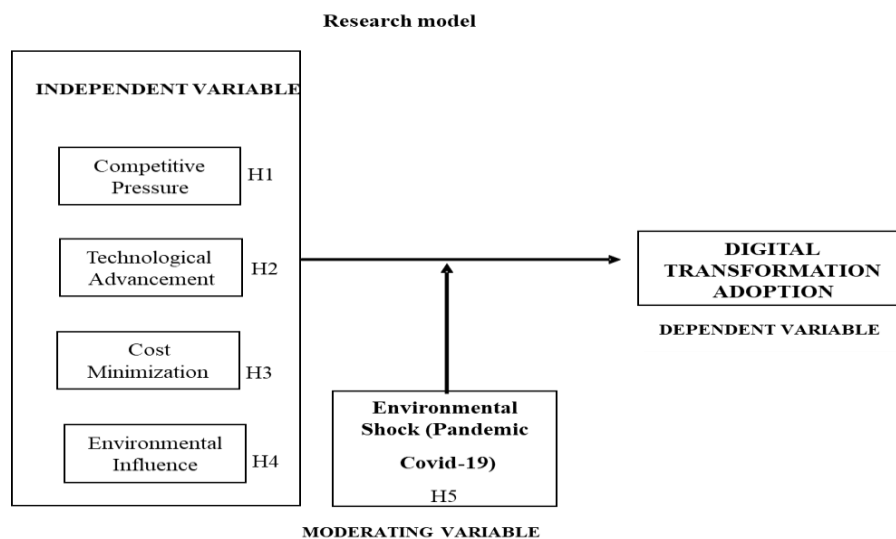 Research model
INDEPENDENT VARIABLE
Competitive
Pressure
H1
Technological
Advancement
H2
Cost
Minimization
H3
Environmental
Influence
H4
DIGITAL
TRANSFORMATION
ADOPTION
DEPENDENT VARIABLE
Environmental
Shock (Pandemic
Covid-19)
H5
MODERATING VARIABLE